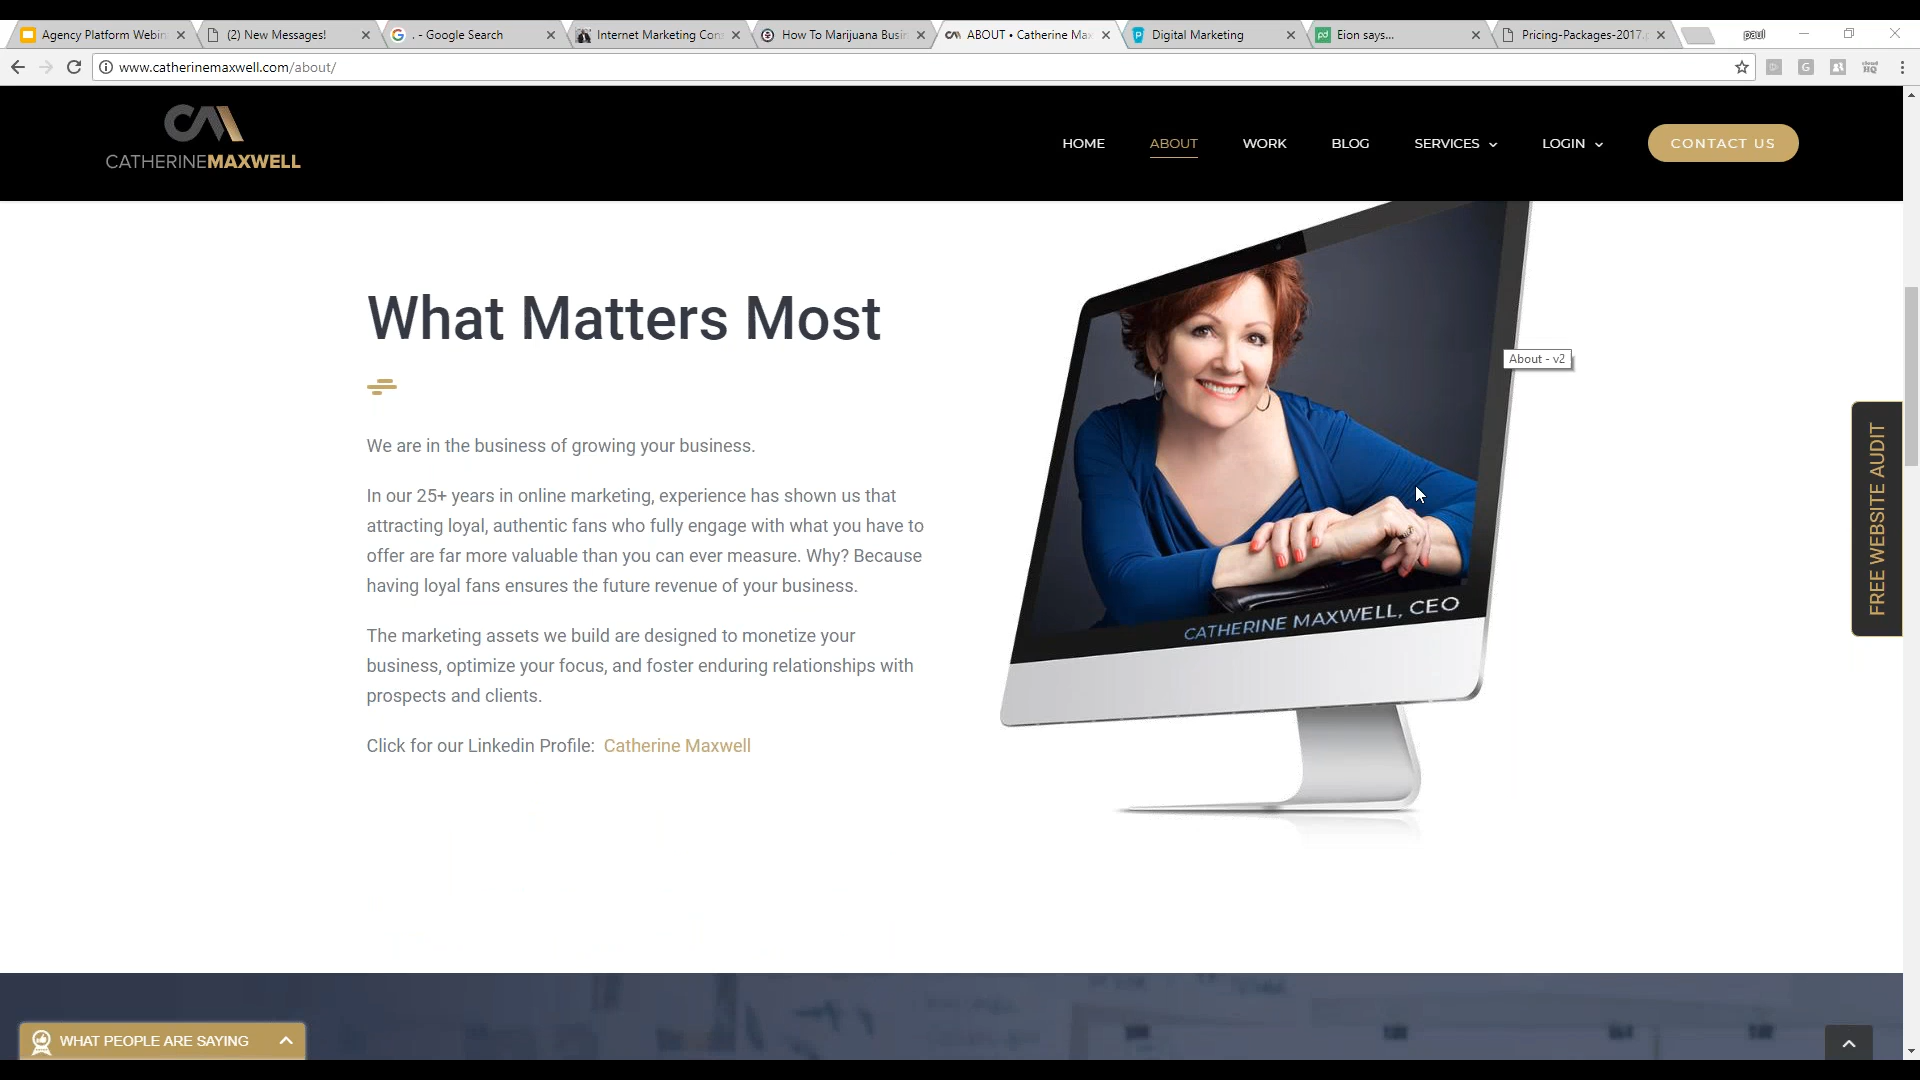 Agency Platform Webin
(2) New Messages!
. - Google Search
Internet Marketing Con
How To Marijuana Busin
ABOUT • Catherine Ma
Digital Marketing
Eion says...
Pricing-Packages-2017.
paul
www.catherinemaxwell.com/about/
cloud
HQ
CM
CATHERINEMAXWELL
HOME
ABOUT
WORK
BLOG
SERVICES
LOGIN
CONTACT US
What Matters Most
We are in the business of growing your business.
In our 25+ years in online marketing, experience has shown us that
attracting loyal, authentic fans who fully engage with what you have to
offer are far more valuable than you can ever measure. Why? Because
having loyal fans ensures the future revenue of your business.
The marketing assets we build are designed to monetize your
business, optimize your focus, and foster enduring relationships with
prospects and clients.
Click for our Linkedin Profile: Catherine Maxwell
About - v2
CATHERINE MAXWELL, CEO
FREE WEBSITE AUDIT
WHAT PEOPLE ARE SAYING